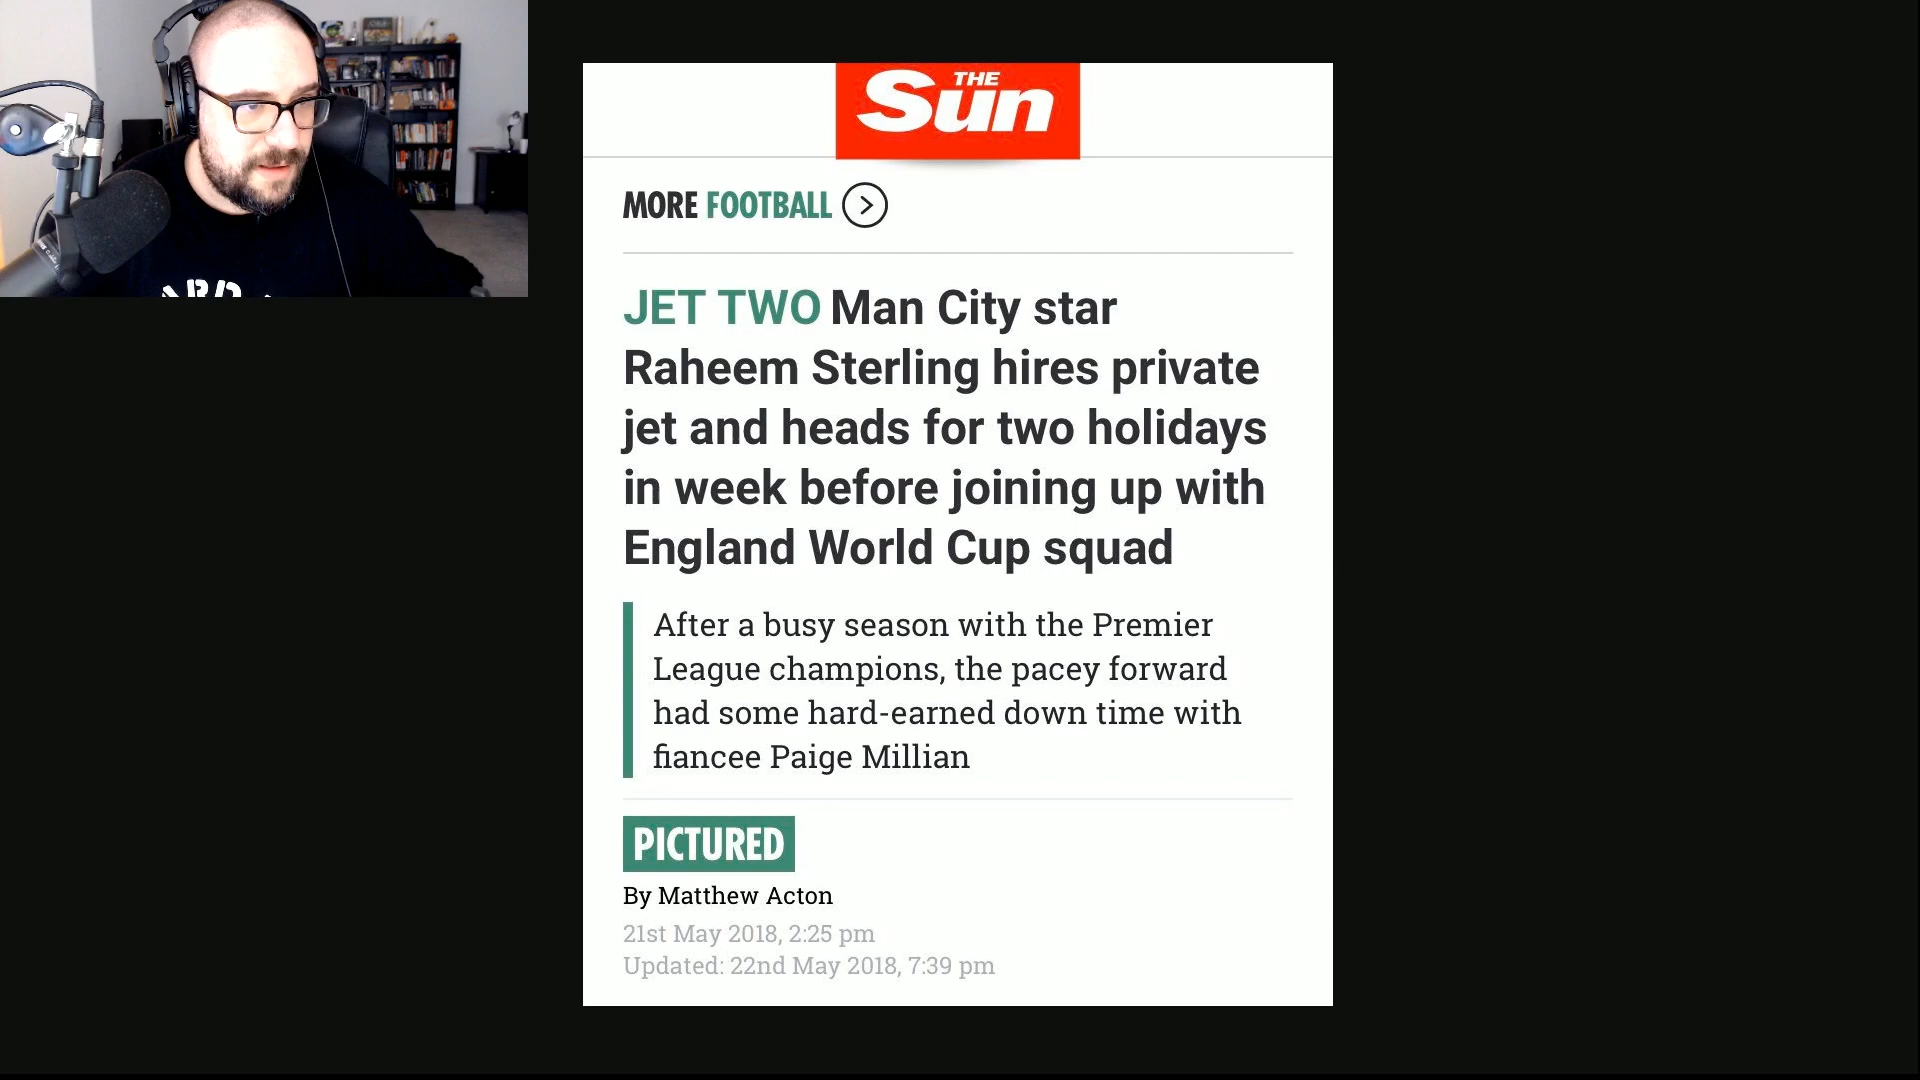 THE
Sun
MORE FOOTBALL
JET TWO Man City star
Raheem Sterling hires private
jet and heads for two holidays
in week before joining up with
England World Cup squad
After a busy season with the Premier
League champions, the pacey forward
had some hard-earned down time with
fiancee Paige Millian
PICTURED
By Matthew Acton
21st May 2018, 2:25 pm
Updated: 22nd May 2018, 7:39 pm